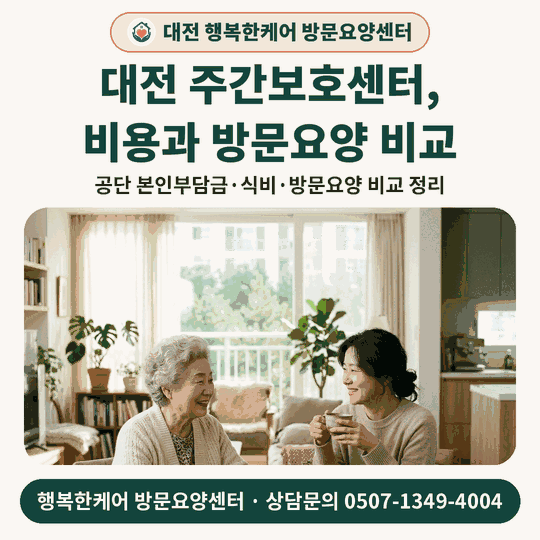 대전 행복한케어 방문요양센터
대전 주간보호센터,
비용과 방문요양 비교
공단 본인부담금·식비·방문요양 비교 정리
행복한케어 방문요양센터 · 상담문의 0507-1349-4004